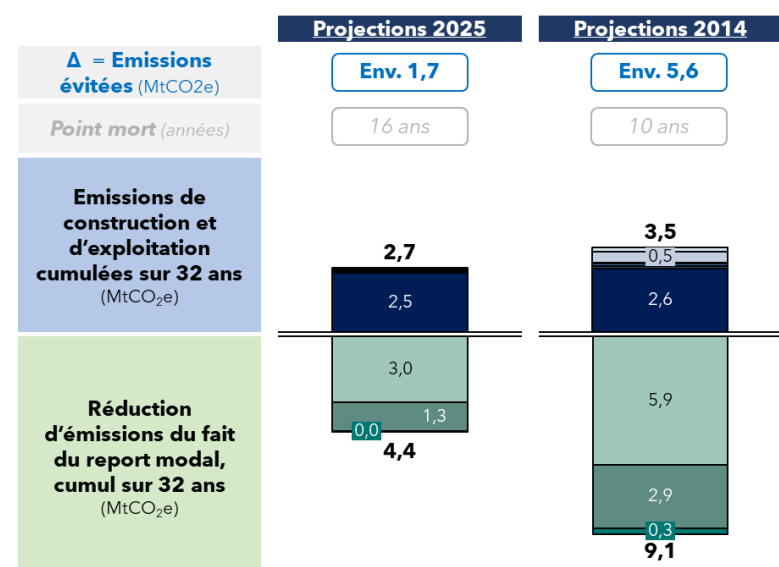 Projections 2025
Projections 2014
Δ = Emissions
évitées (MtCO2e)
Env. 1,7
Env. 5,6
Point mort (années)
16 ans
10 ans
Emissions de
construction et
d’exploitation
cumulées sur 32 ans
(MtCO₂e)
2,7
2,5
3,5
0,5
2,6
Réduction
d’émissions du fait
du report modal,
cumul sur 32 ans
(MtCO₂e)
3,0
1,3
0,0
4,4
5,9
2,9
0,3
9,1